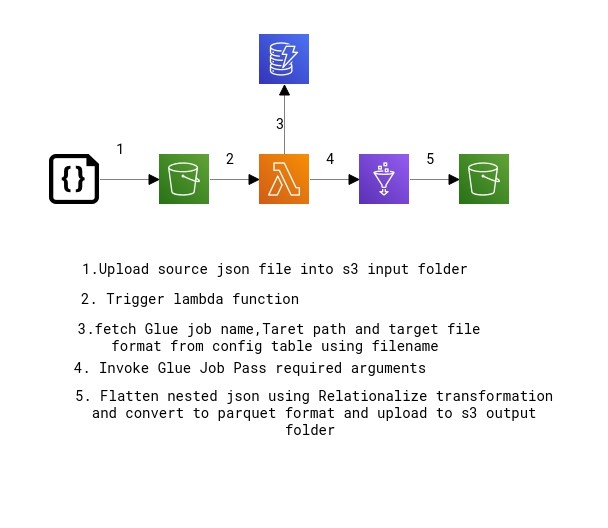 3
1
2
4
5
{}
1.Upload source json file into s3 input folder
2. Trigger lambda function
3.fetch Glue job name,Taret path and target file
format from config table using filename
4. Invoke Glue Job Pass required arguments
5. Flatten nested json using Relationalize transformation
and convert to parquet format and upload to s3 output
folder